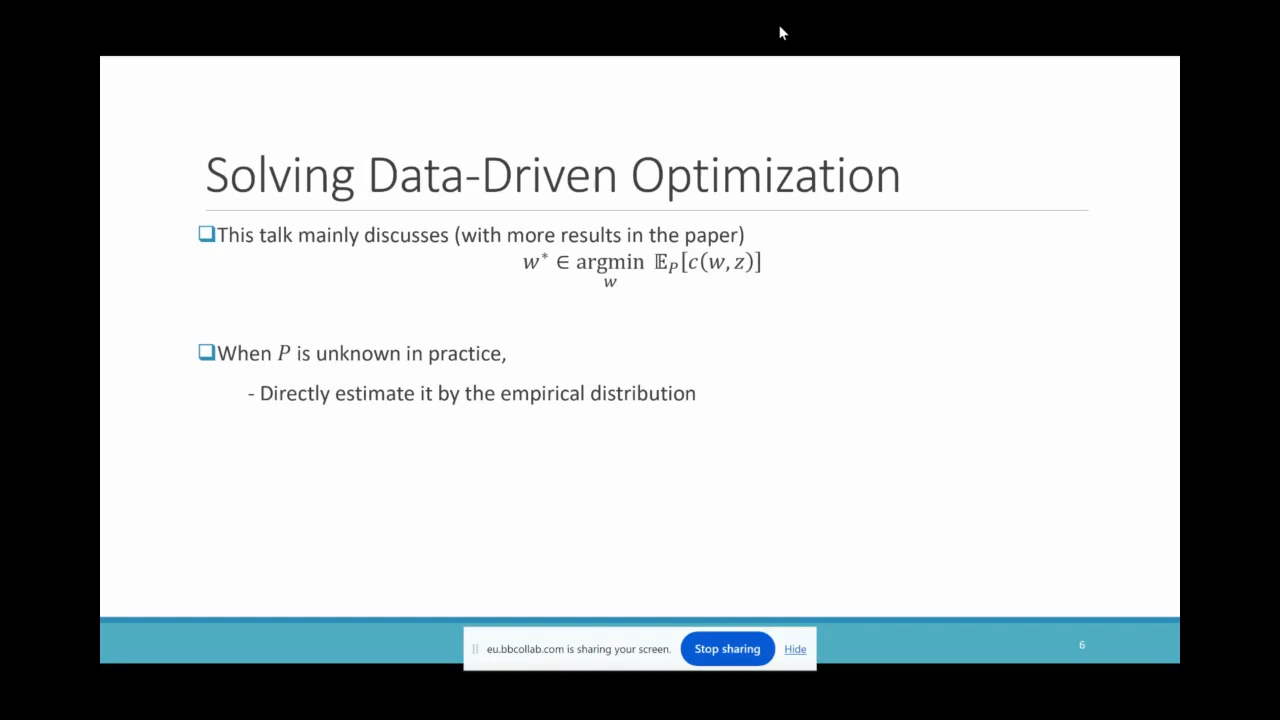 Solving Data-Driven Optimization
❑This talk mainly discusses (with more results in the paper)
w* ∈ argmin 𝔼_P[c(w, z)]
w
❑When P is unknown in practice,
- Directly estimate it by the empirical distribution
6
eu.bbcollab.com is sharing your screen. Stop sharing Hide